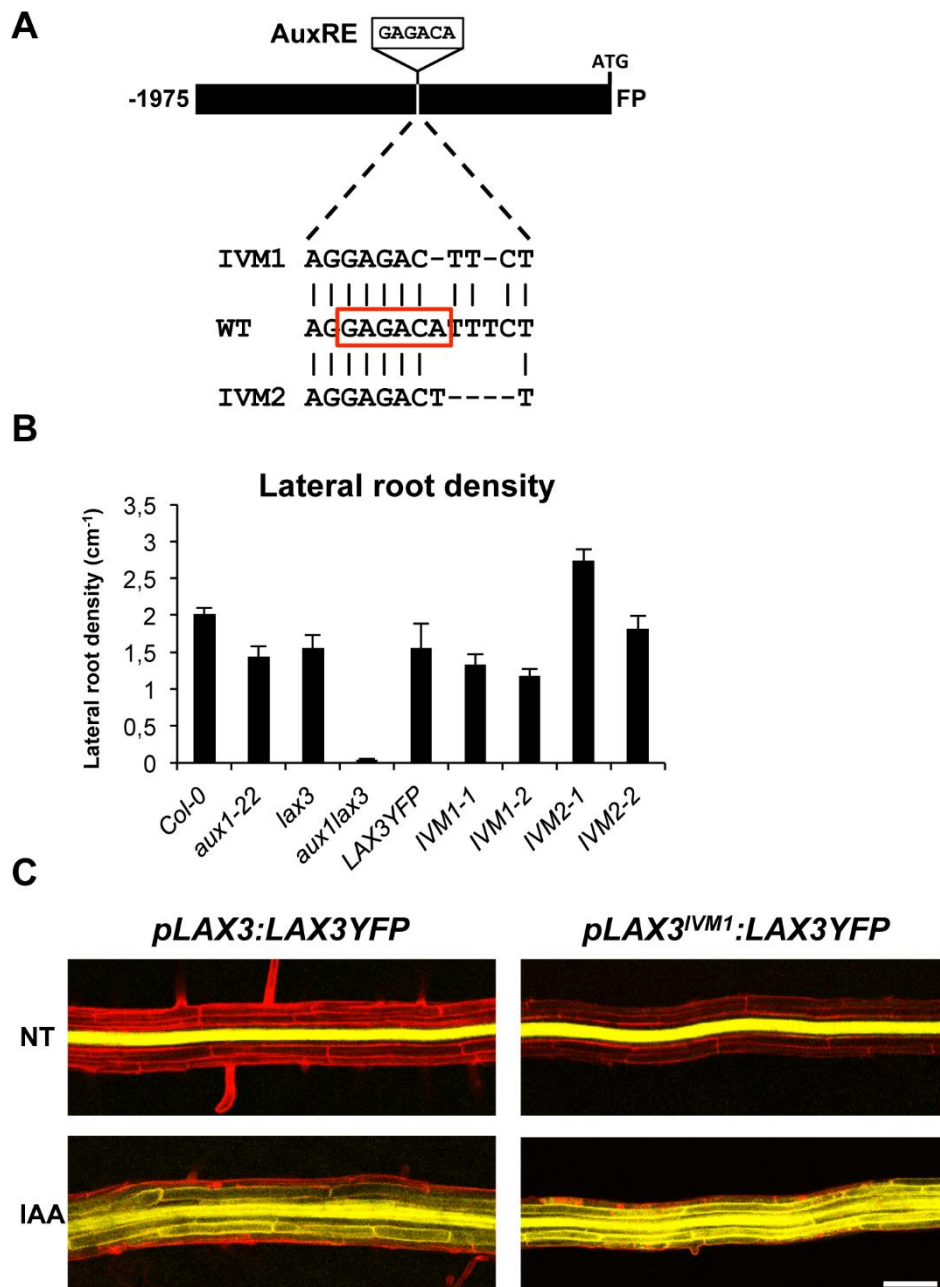 A
AuxRE GAGACA
ATG
-1975 FP
IVM1 AGGAGAC-TT-CT
WT AGGAGACATTTCT
IVM2 AGGAGACT----T
B
Lateral root density
Lateral root density (cm-1)
3,5
3
2,5
2
1,5
1
0,5
0
Col-0
aux1-22
lax3
aux1lax3
LAX3YFP
IVM1-1
IVM1-2
IVM2-1
IVM2-2
C
pLAX3:LAX3YFP pLAX3IVM1:LAX3YFP
NT
IAA